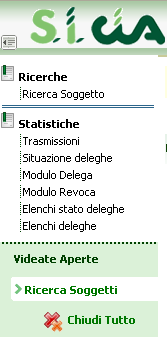 S.I.CIA
Ricerche
Ricerca Soggetto
Statistiche
Trasmissioni
Situazione deleghe
Modulo Delega
Modulo Revoca
Elenchi stato deleghe
Elenchi deleghe
Videate Aperte
Ricerca Soggetti
Chiudi Tutto